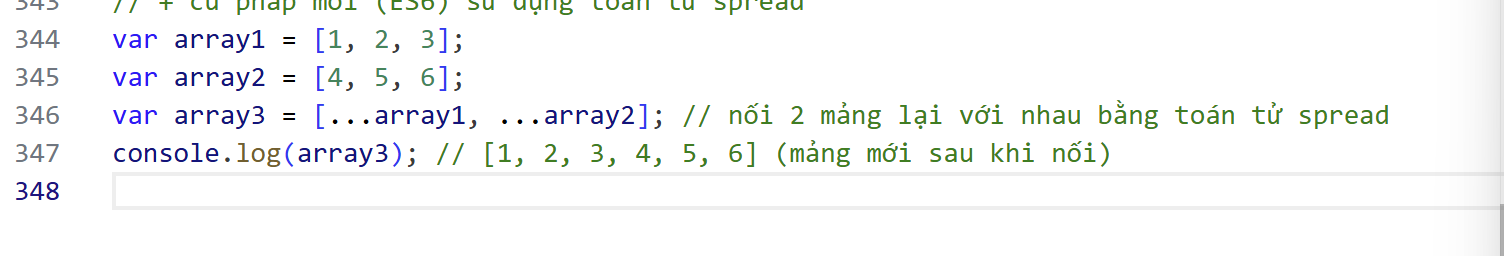 343 // + cú pháp mới (ES6) sử dụng toán tử spread
344 var array1 = [1, 2, 3];
345 var array2 = [4, 5, 6];
346 var array3 = [...array1, ...array2]; // nối 2 mảng lại với nhau bằng toán tử spread
347 console.log(array3); // [1, 2, 3, 4, 5, 6] (mảng mới sau khi nối)
348